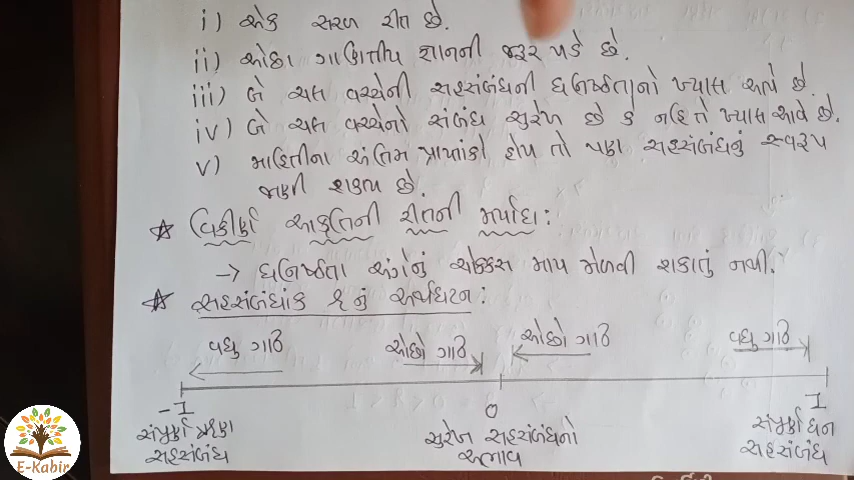 i) એક સરળ રીત છે.
ii) ઓછા ગાણિતીય જ્ઞાનની જરૂર પડે છે.
iii) બે ચલ વચ્ચેની સહસંબંધની ઘનિષ્ઠતાનો ખ્યાલ આપે છે.
iv) બે ચલ વચ્ચેનો સંબંધ સુરેખ છે કે નહિ તે ખ્યાલ આવે છે.
v) માહિતીના અંતિમ પ્રાપ્તાંકો હોય તો પણ સહસંબંધનું સ્વરૂપ
જાણી શકાય છે.
☆ વિકીર્ણ આકૃતિની રીતની મર્યાદા:
→ ઘનિષ્ઠતા અંગેનું ચોક્કસ માપ મેળવી શકાતું નથી.
☆ સહસંબંધાંક r નું અર્થઘટન:
વધુ ગાઢ ઓછો ગાઢ ઓછો ગાઢ વધુ ગાઢ
-1 0 1
સંપૂર્ણ ઋણ સુરેખ સહસંબંધનો સંપૂર્ણ ધન
સહસંબંધ અભાવ સહસંબંધ
E-Kabir